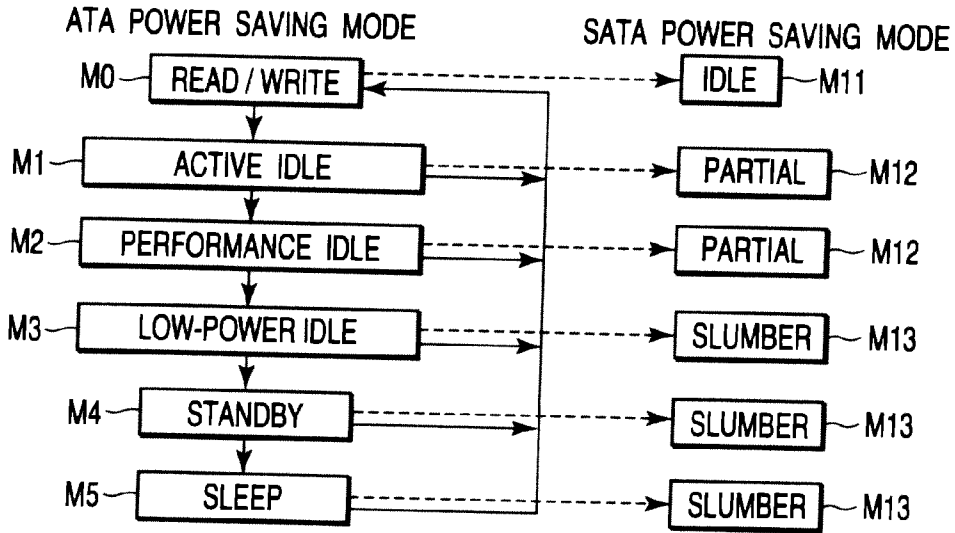 ATA POWER SAVING MODE
SATA POWER SAVING MODE
M0 READ / WRITE IDLE M11
M1 ACTIVE IDLE PARTIAL M12
M2 PERFORMANCE IDLE PARTIAL M12
M3 LOW-POWER IDLE SLUMBER M13
M4 STANDBY SLUMBER M13
M5 SLEEP SLUMBER M13